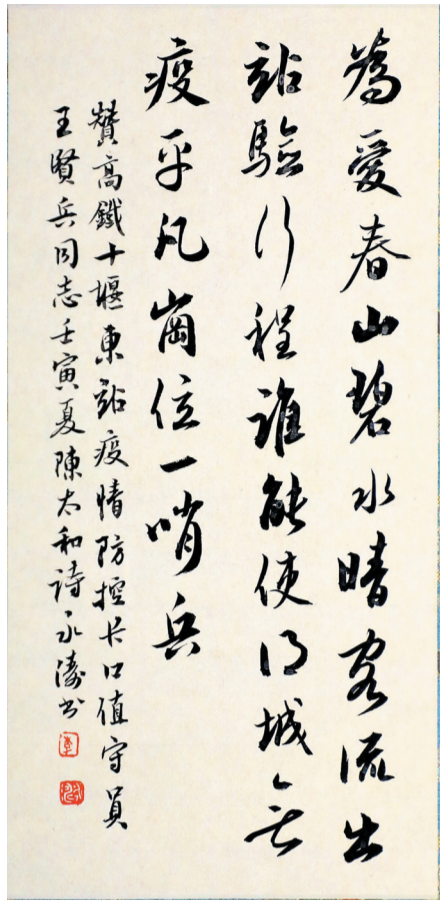 為愛春山碧水晴客流出
站驗行程誰能使得城無
疫平凡崗位一哨兵
贊高鐵十堰東站疫情防控卡口值守員
王賢兵同志壬寅夏陳太和詩永濤書